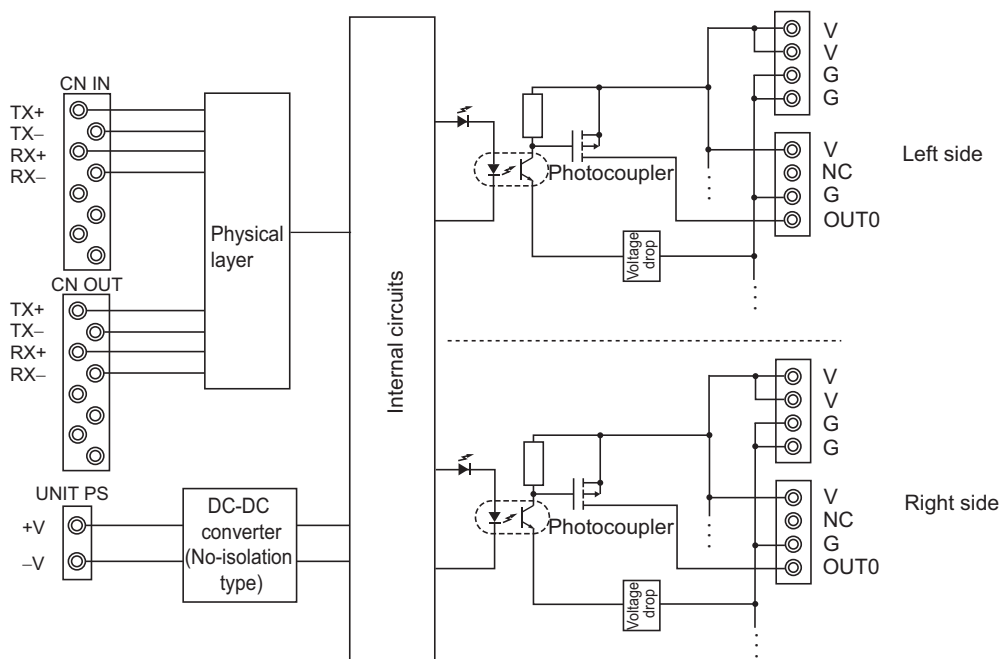 CN IN
TX+
TX−
RX+
RX−
CN OUT
TX+
TX−
RX+
RX−
Physical
layer
UNIT PS
+V
−V
DC-DC
converter
(No-isolation
type)
Internal circuits
Photocoupler
Voltage
drop
V
V
G
G
V
NC
G
OUT0
Left side
Photocoupler
Voltage
drop
V
V
G
G
V
NC
G
OUT0
Right side